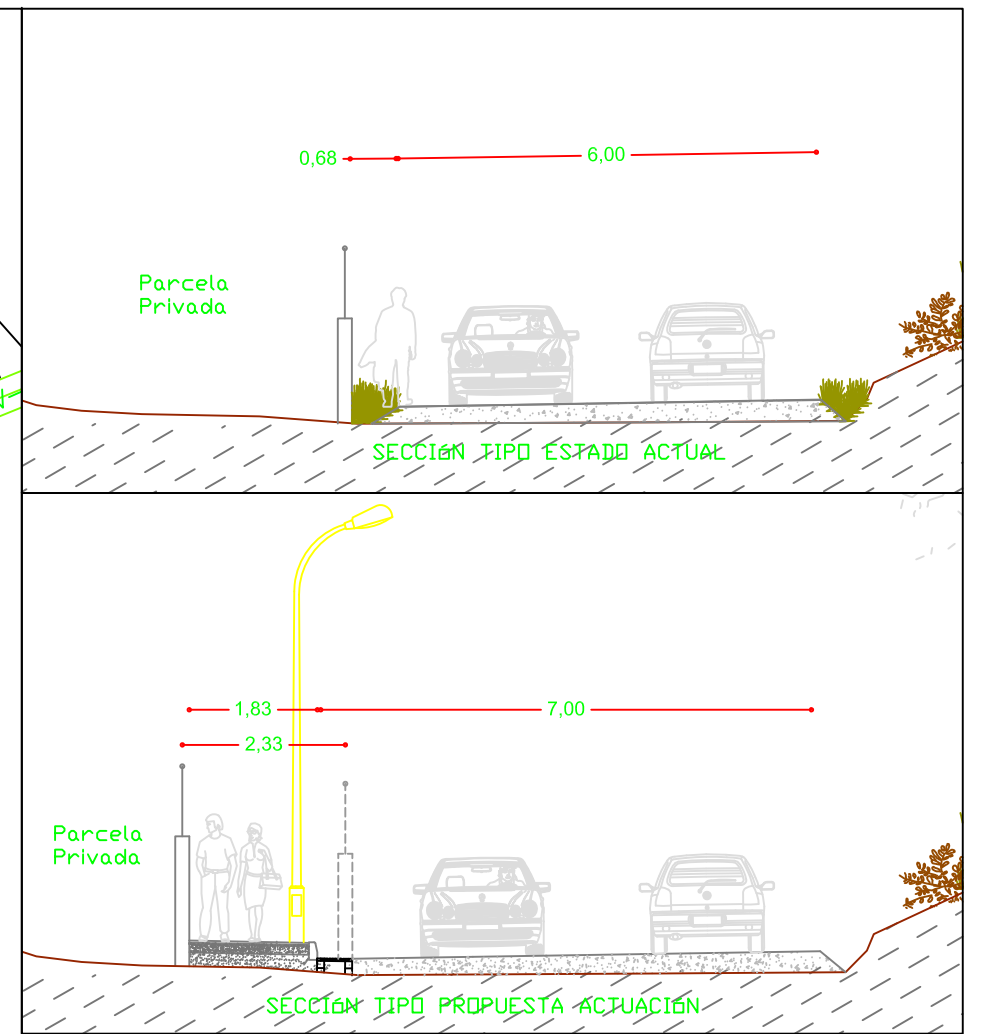 0,68
6,00
Parcela
Privada
SECCIóN TIPO ESTADO ACTUAL
1,83
7,00
2,33
Parcela
Privada
SECCIóN TIPO PROPUESTA ACTUACIóN